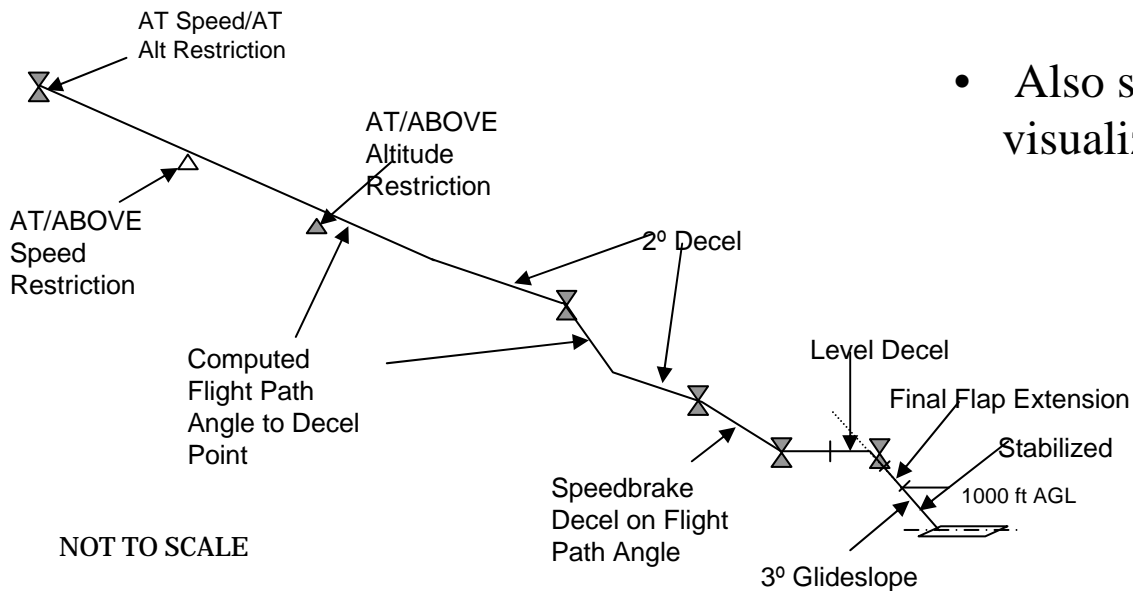 AT Speed/AT
Alt Restriction
• Also s
visualiz
AT/ABOVE
Altitude
Restriction
AT/ABOVE
Speed
Restriction
2º Decel
Computed
Flight Path
Angle to Decel
Point
Level Decel
Final Flap Extension
Stabilized
1000 ft AGL
Speedbrake
Decel on Flight
Path Angle
NOT TO SCALE
3º Glideslope